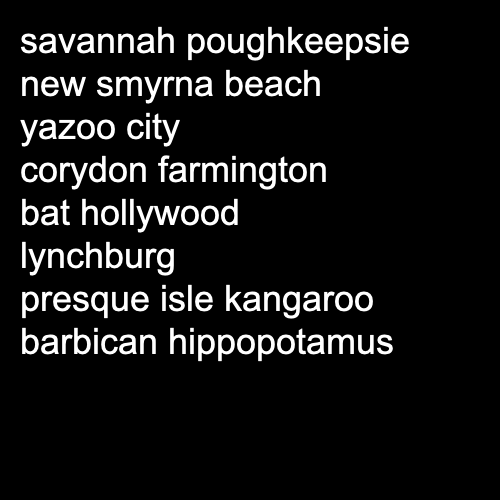 savannah poughkeepsie
new smyrna beach
yazoo city
corydon farmington
bat hollywood
lynchburg
presque isle kangaroo
barbican hippopotamus